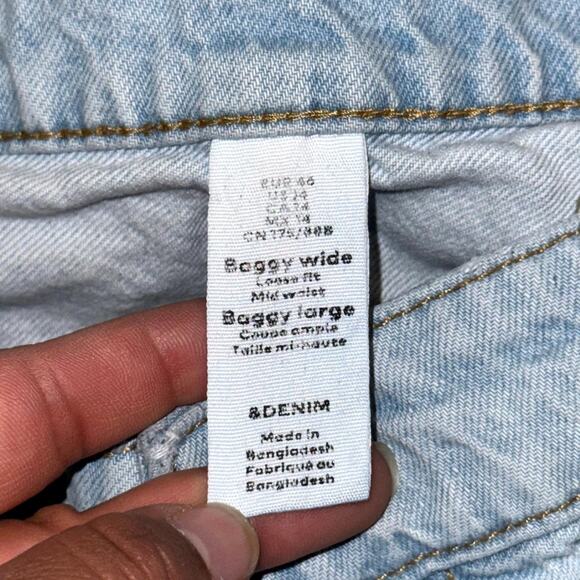 EUR 46
US 14
CA 14
MX 14
CN 175/88B
Baggy wide
Loose fit
Mid waist
Baggy large
Coupe ample
Taille mi-haute
&DENIM
Made in
Bangladesh
Fabriqué au
Bangladesh